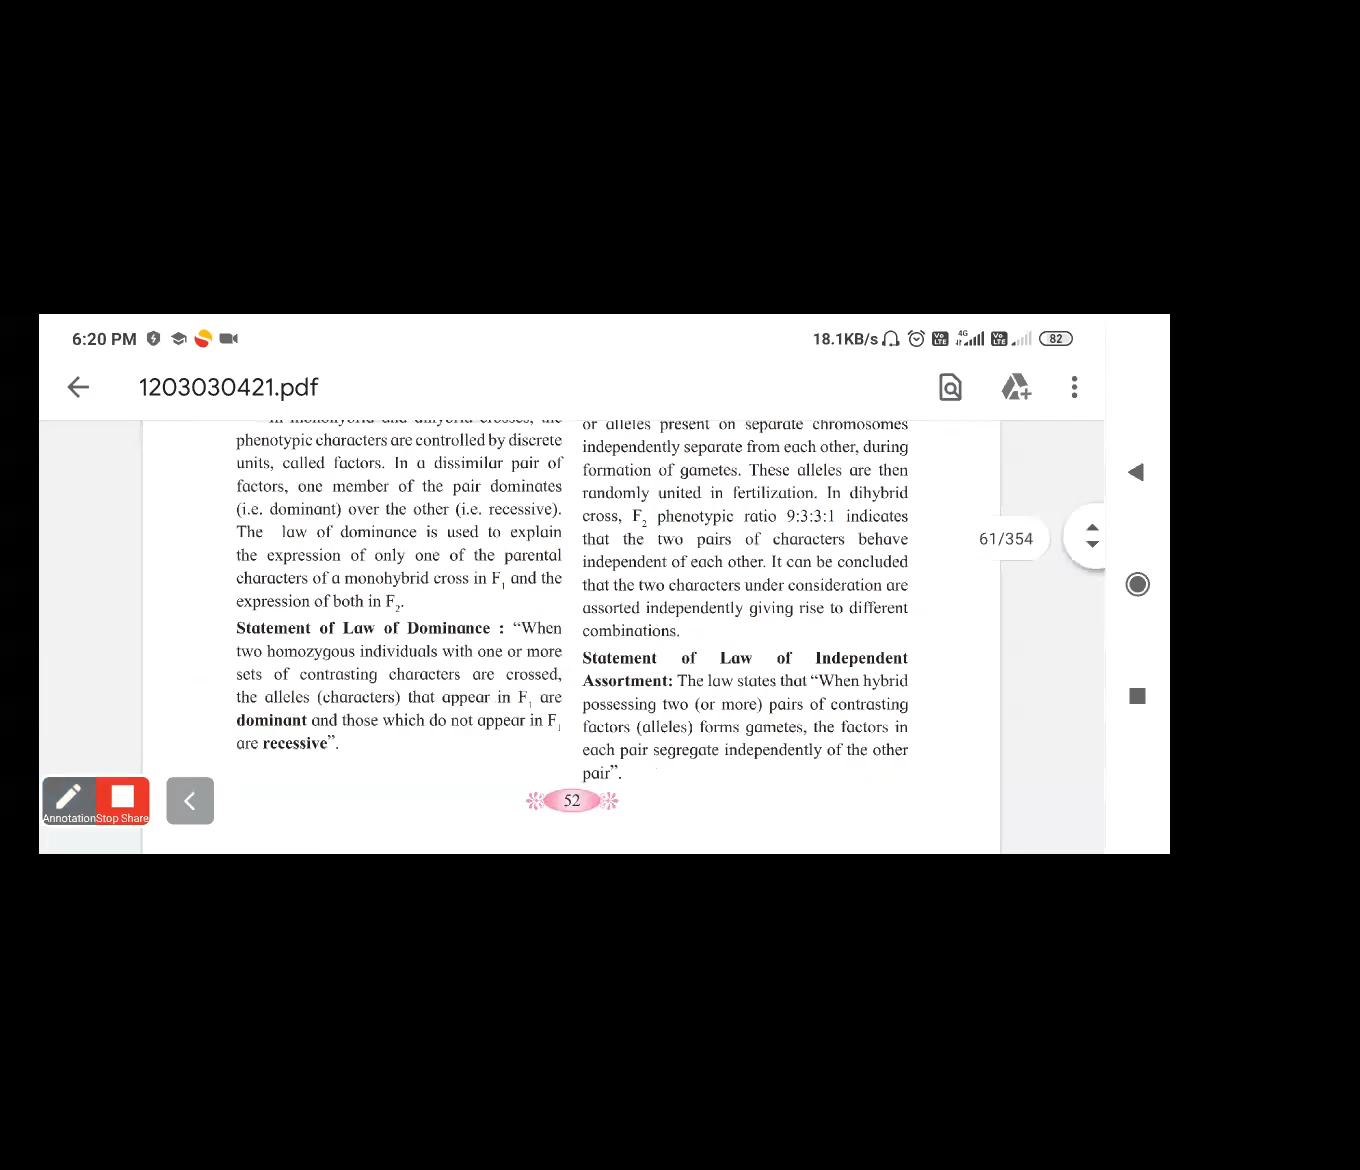 6:20 PM
18.1KB/s
82
1203030421.pdf
In monohybrid and dihybrid crosses, the
phenotypic characters are controlled by discrete
units, called factors. In a dissimilar pair of
factors, one member of the pair dominates
(i.e. dominant) over the other (i.e. recessive).
The law of dominance is used to explain
the expression of only one of the parental
characters of a monohybrid cross in F₁ and the
expression of both in F₂.
Statement of Law of Dominance : “When
two homozygous individuals with one or more
sets of contrasting characters are crossed,
the alleles (characters) that appear in F₁ are
dominant and those which do not appear in F₁
are recessive”.
or alleles present on separate chromosomes
independently separate from each other, during
formation of gametes. These alleles are then
randomly united in fertilization. In dihybrid
cross, F₂ phenotypic ratio 9:3:3:1 indicates
that the two pairs of characters behave
independent of each other. It can be concluded
that the two characters under consideration are
assorted independently giving rise to different
combinations.
Statement of Law of Independent
Assortment: The law states that “When hybrid
possessing two (or more) pairs of contrasting
factors (alleles) forms gametes, the factors in
each pair segregate independently of the other
pair”.
52
61/354
Annotation
Stop Share